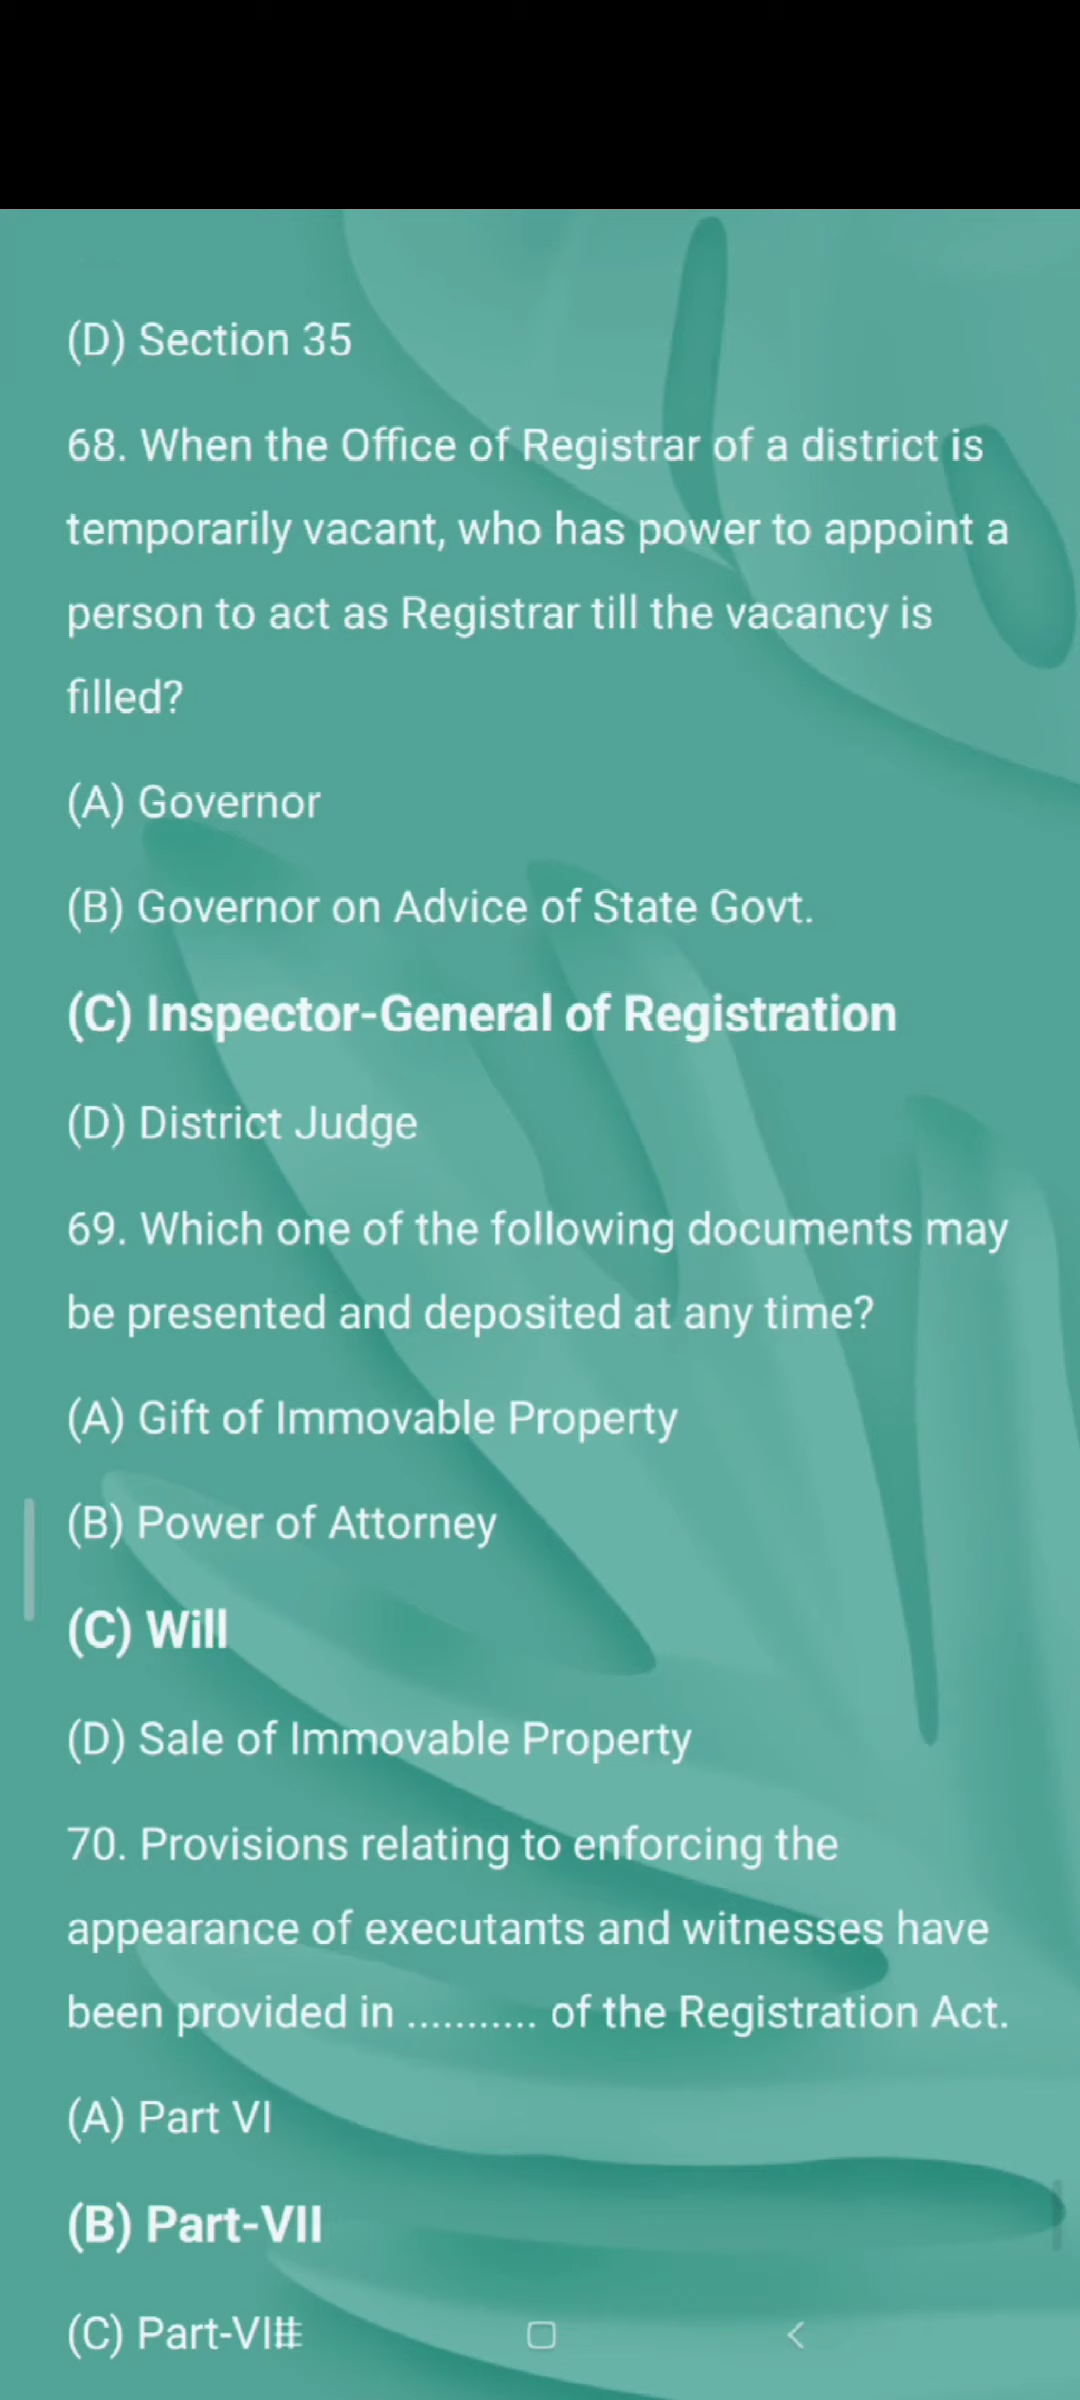 (D) Section 35
68. When the Office of Registrar of a district is
temporarily vacant, who has power to appoint a
person to act as Registrar till the vacancy is
filled?
(A) Governor
(B) Governor on Advice of State Govt.
(C) Inspector-General of Registration
(D) District Judge
69. Which one of the following documents may
be presented and deposited at any time?
(A) Gift of Immovable Property
(B) Power of Attorney
(C) Will
(D) Sale of Immovable Property
70. Provisions relating to enforcing the
appearance of executants and witnesses have
been provided in ........... of the Registration Act.
(A) Part VI
(B) Part-VII
(C) Part-VIII